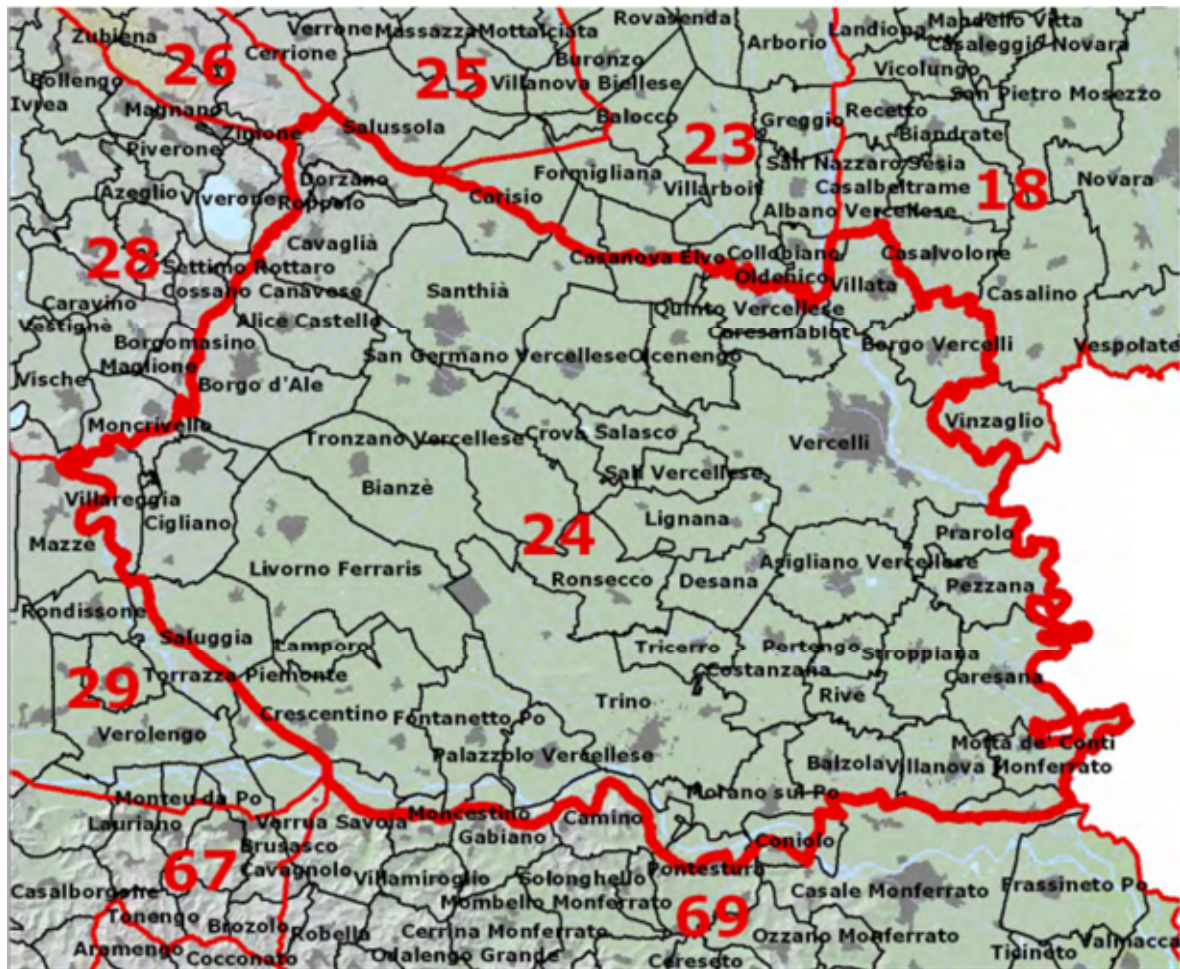 Rovasenda
Mandello Vitta
Zubiena
Verrone
Massazza
Mottalciata
Landiona
Cerrione
Arborio
Casaleggio Novara
26
25
Buronzo
Bollengo
Vicolungo
Villanova Biellese
San Pietro Mosezzo
Ivrea
Magnano
Recetto
Balocco
Greggio
Zimone
Salussola
Biandrate
23
Piverone
San Nazzaro Sesia
Formigliana
Dorzano
Novara
Azeglio
Viverone
Roppolo
Carisio
Villarboit
Casalbeltrame
18
Albano Vercellese
Cavaglià
28
Casanova Elvo
Collobiano
Casalvolone
Settimo Rottaro
Oldenico
Villata
Cossano Canavese
Santhià
Casalino
Caravino
Quinto Vercellese
Vestignè
Alice Castello
Caresanablot
Borgomasino
Borgo Vercelli
Vespolate
San Germano Vercellese
Olcenengo
Maglione
Vische
Borgo d'Ale
Moncrivello
Vinzaglio
Tronzano Vercellese
Crova
Salasco
Vercelli
Sali Vercellese
Bianzè
Villareggia
Cigliano
Lignana
24
Prarolo
Mazzè
Asigliano Vercellese
Livorno Ferraris
Ronsecco
Desana
Pezzana
Rondissone
Saluggia
Lamporo
Tricerro
Pertengo
Stroppiana
29
Torrazza Piemonte
Costanzana
Caresana
Trino
Rive
Crescentino
Fontanetto Po
Verolengo
Motta de' Conti
Palazzolo Vercellese
Balzola
Villanova Monferrato
Morano sul Po
Monteu da Po
Lauriano
Verrua Savoia
Moncestino
Camino
Gabiano
Coniolo
Brusasco
67
Cavagnolo
Pontestura
Villamiroglio
Solonghello
Casalborgone
Casale Monferrato
Frassineto Po
Mombello Monferrato
Tonengo
69
Brozolo
Robella
Cerrina Monferrato
Ozzano Monferrato
Valmacca
Aramengo
Cocconato
Odalengo Grande
Cereseto
Ticineto